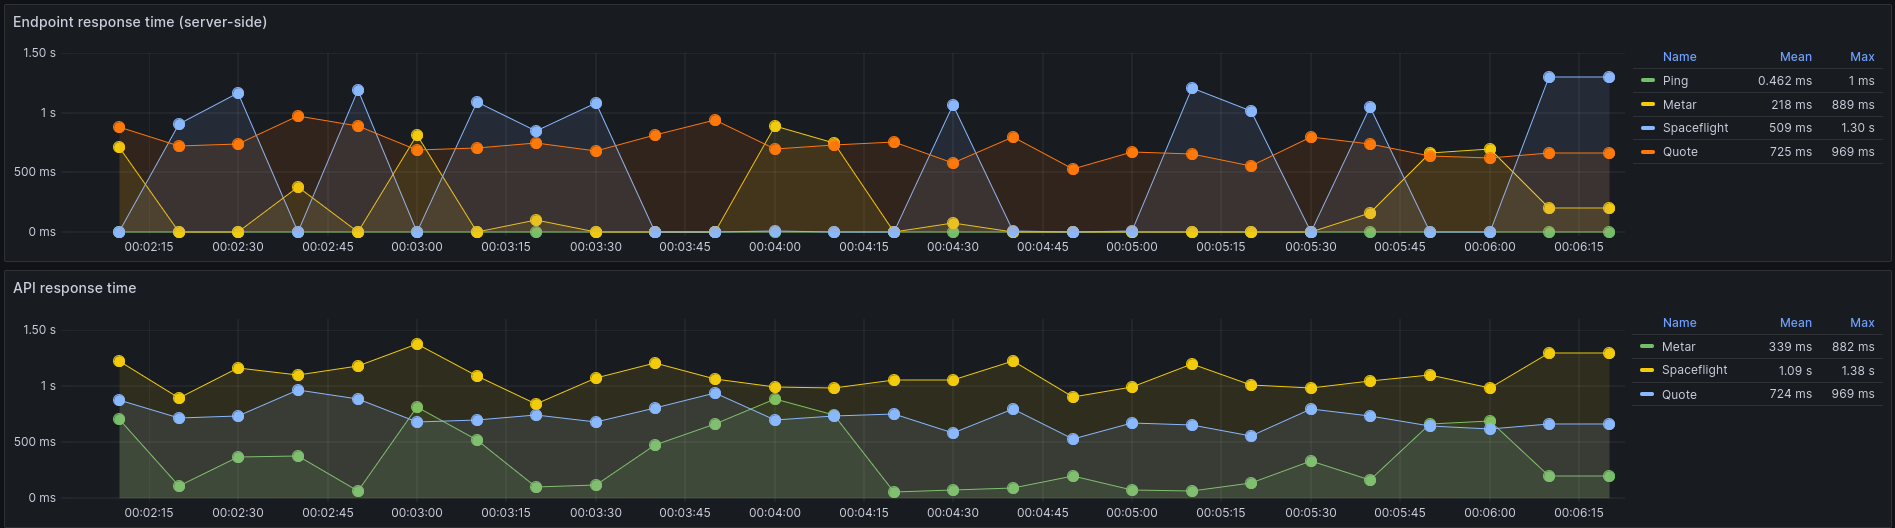 Endpoint response time (server-side)
1.50 s
1 s
500 ms
0 ms
00:02:15 00:02:30 00:02:45 00:03:00 00:03:15 00:03:30 00:03:45 00:04:00 00:04:15 00:04:30 00:04:45 00:05:00 00:05:15 00:05:30 00:05:45 00:06:00 00:06:15
Name Mean Max
Ping 0.462 ms 1 ms
Metar 218 ms 889 ms
Spaceflight 509 ms 1.30 s
Quote 725 ms 969 ms
API response time
1.50 s
1 s
500 ms
0 ms
00:02:15 00:02:30 00:02:45 00:03:00 00:03:15 00:03:30 00:03:45 00:04:00 00:04:15 00:04:30 00:04:45 00:05:00 00:05:15 00:05:30 00:05:45 00:06:00 00:06:15
Name Mean Max
Metar 339 ms 882 ms
Spaceflight 1.09 s 1.38 s
Quote 724 ms 969 ms